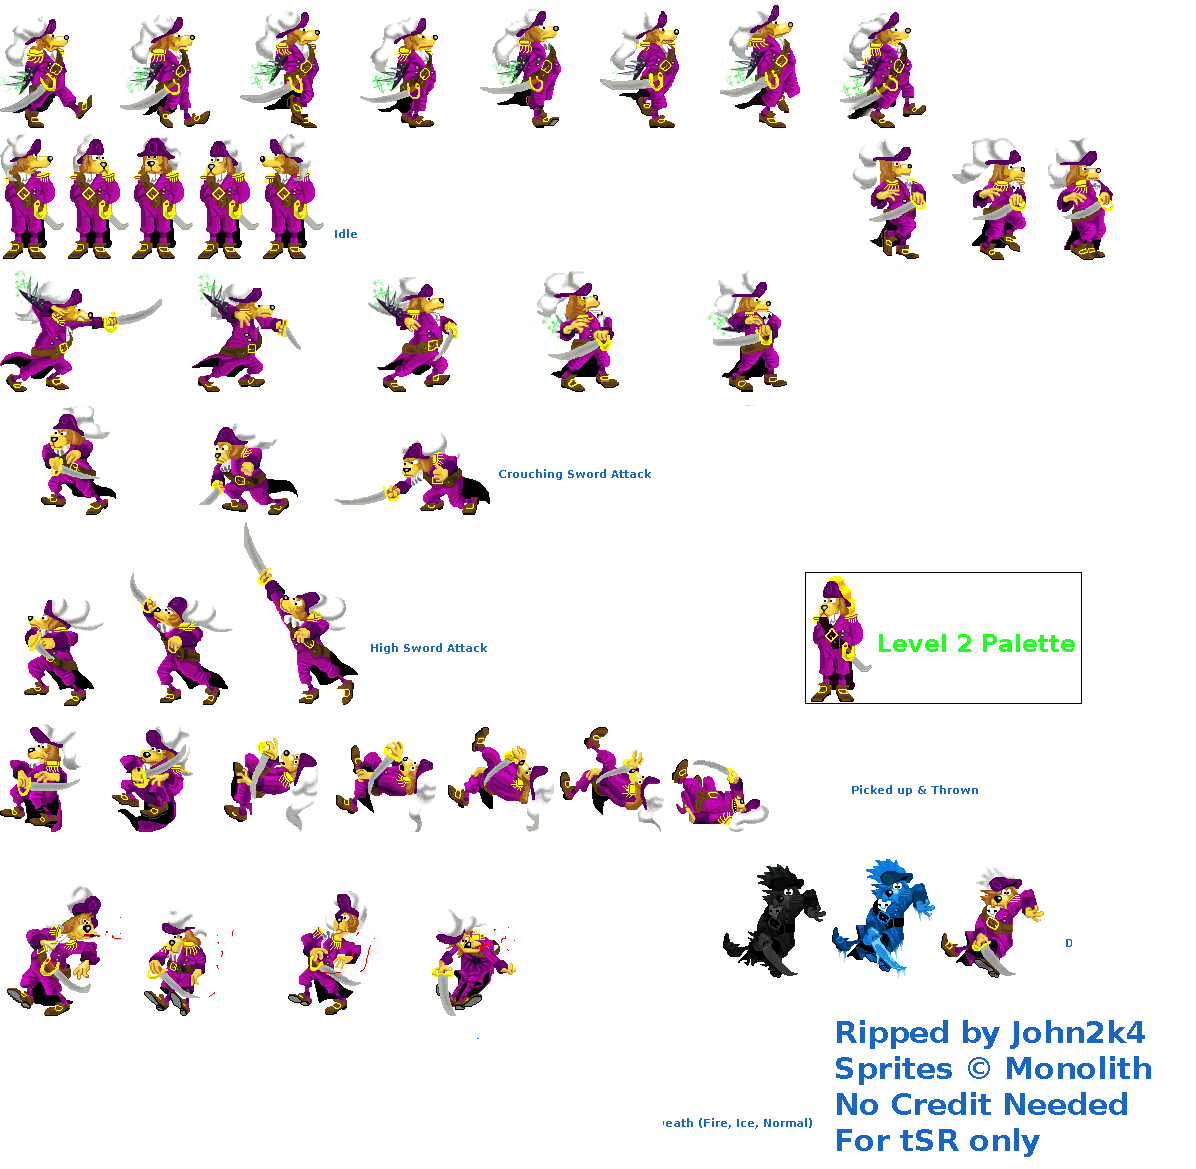 Idle
Crouching Sword Attack
High Sword Attack
Level 2 Palette
Picked up & Thrown
D
eath (Fire, Ice, Normal)
Ripped by John2k4
Sprites © Monolith
No Credit Needed
For tSR only